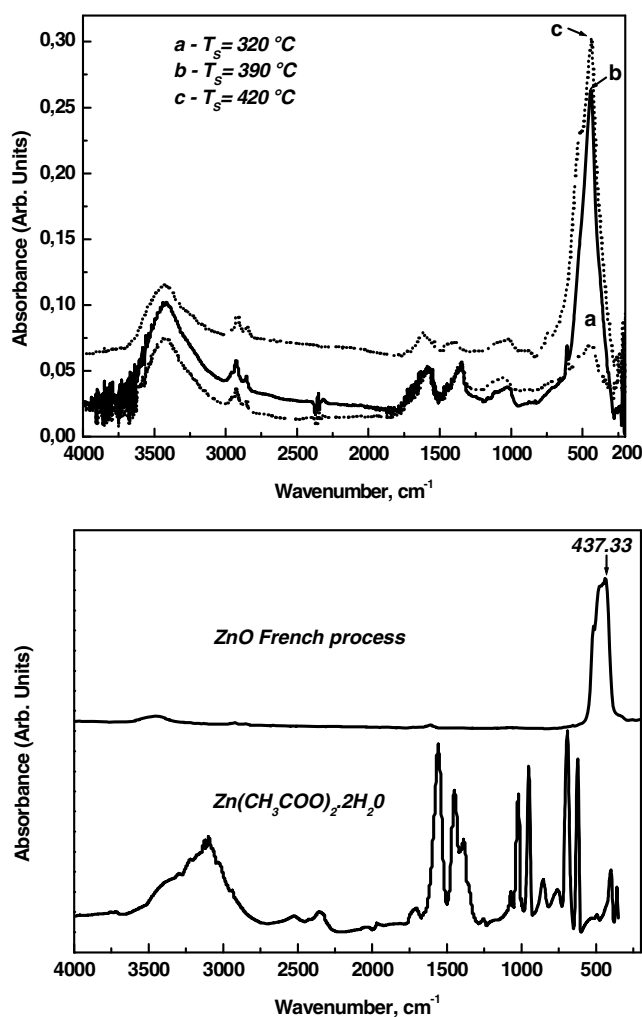 a - Tₛ= 320 °C
b - Tₛ= 390 °C
c - Tₛ= 420 °C
c
b
a
Absorbance (Arb. Units)
0,30
0,25
0,20
0,15
0,10
0,05
0,00
4000 3500 3000 2500 2000 1500 1000 500 200
Wavenumber, cm⁻¹
437.33
ZnO French process
Zn(CH₃COO)₂.2H₂0
Absorbance (Arb. Units)
4000 3500 3000 2500 2000 1500 1000 500
Wavenumber, cm⁻¹